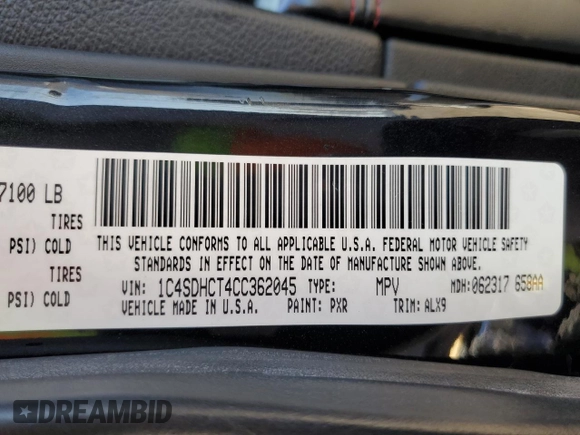 7100 LB
TIRES
PSI) COLD
TIRES
PSI) COLD
THIS VEHICLE CONFORMS TO ALL APPLICABLE U.S.A. FEDERAL MOTOR VEHICLE SAFETY
STANDARDS IN EFFECT ON THE DATE OF MANUFACTURE SHOWN ABOVE.
VIN: 1C4SDHCT4CC362045 TYPE: MPV MDH:062317 658AA
VEHICLE MADE IN U.S.A. PAINT: PXR TRIM: ALX9
DREAMBID